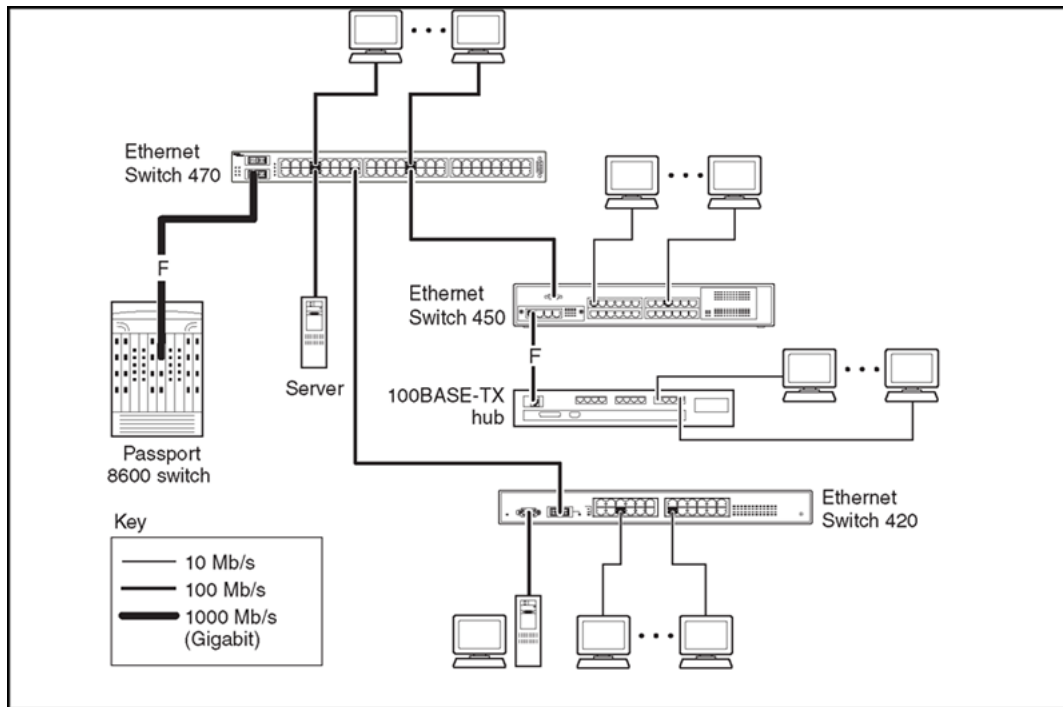 Ethernet
Switch 470
F
Server
Passport
8600 switch
Ethernet
Switch 450
F
100BASE-TX
hub
Ethernet
Switch 420
Key
10 Mb/s
100 Mb/s
1000 Mb/s
(Gigabit)